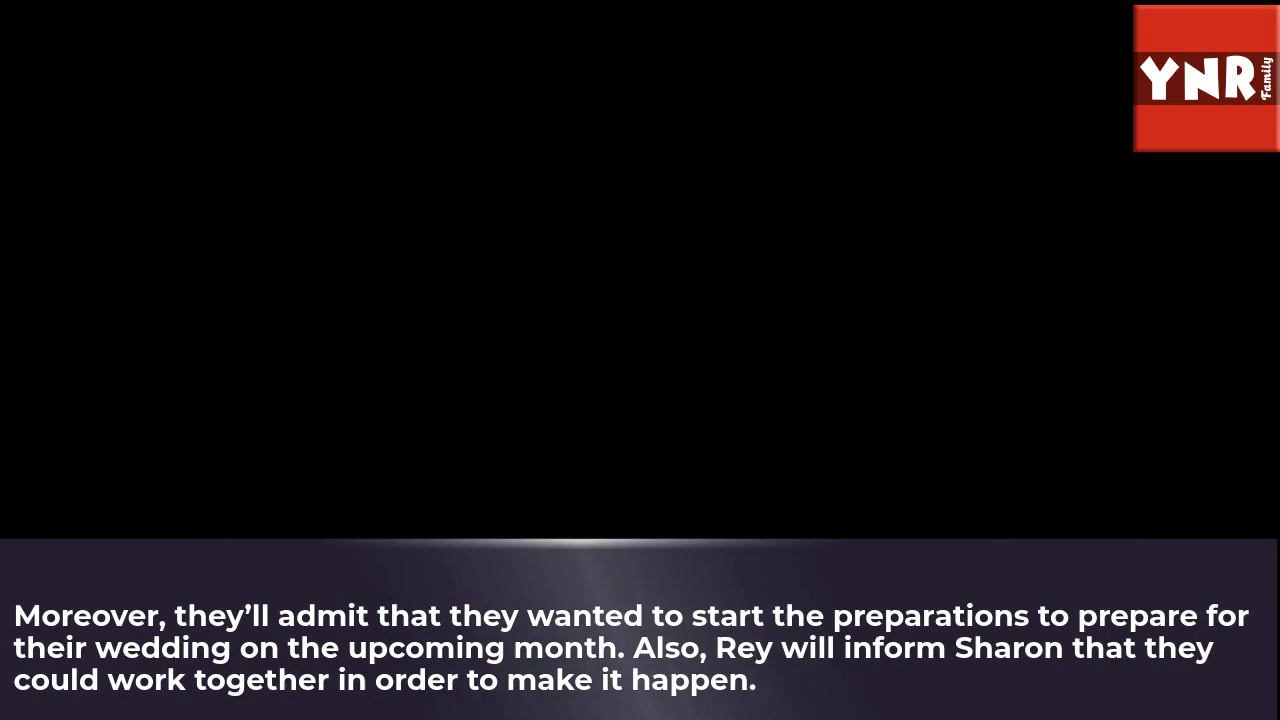 YNR Family
Moreover, they’ll admit that they wanted to start the preparations to prepare for
their wedding on the upcoming month. Also, Rey will inform Sharon that they
could work together in order to make it happen.